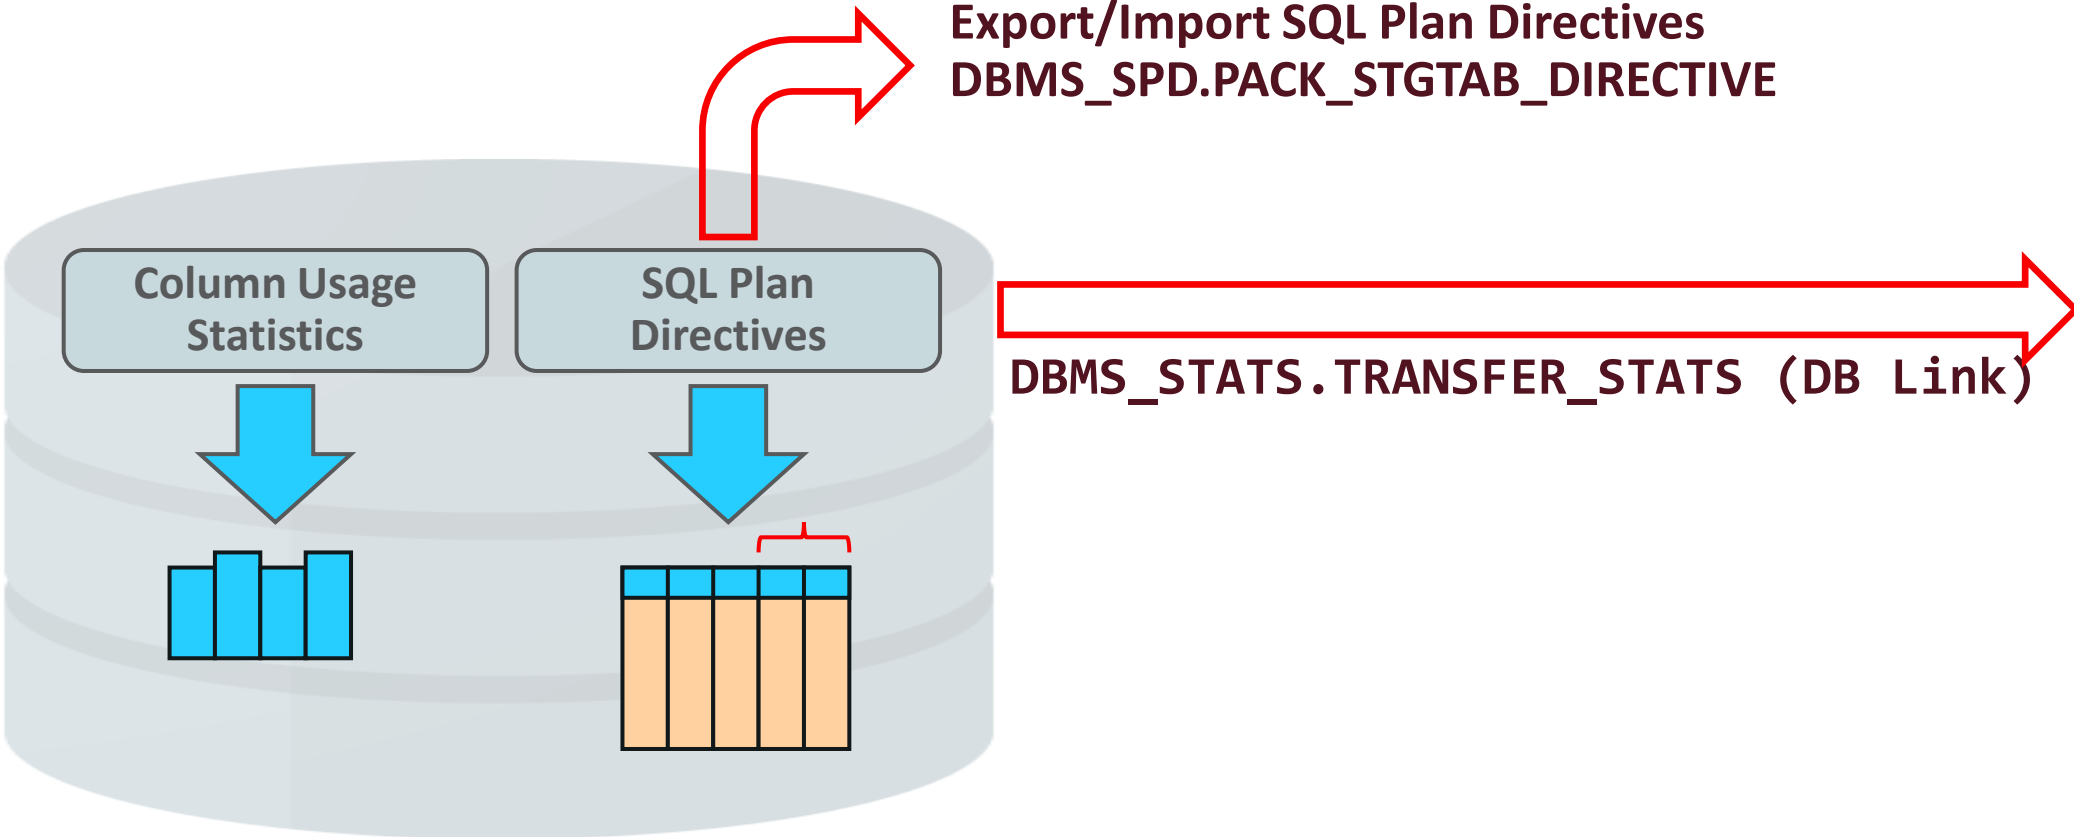 Export/Import SQL Plan Directives
DBMS_SPD.PACK_STGTAB_DIRECTIVE
Column Usage
Statistics
SQL Plan
Directives
DBMS_STATS.TRANSFER_STATS (DB Link)